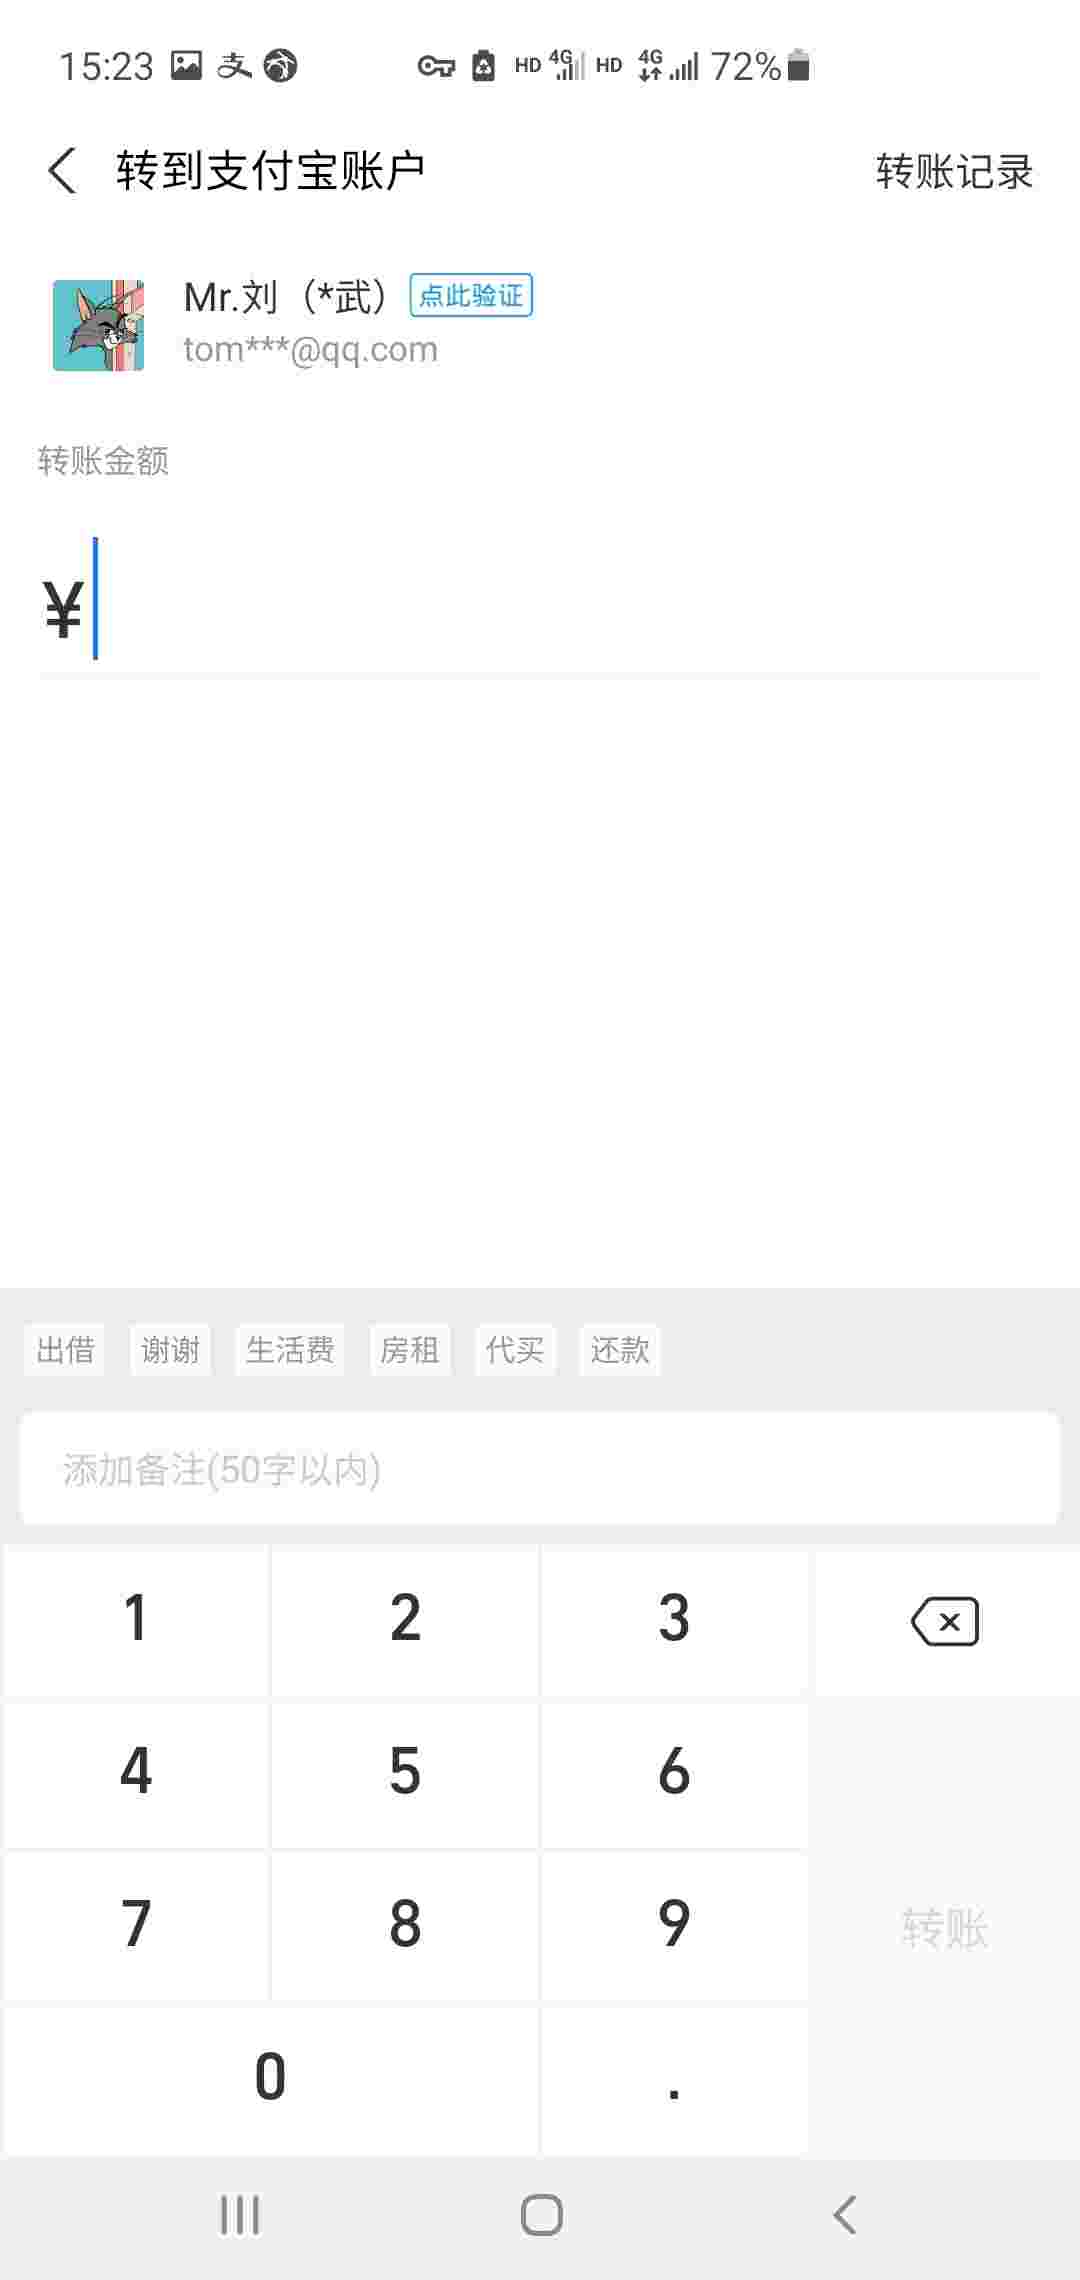 15:23 支 HD 4G HD 4G 72%
转到支付宝账户 转账记录
Mr.刘（*武） 点此验证
tom***@qq.com
转账金额
¥
出借 谢谢 生活费 房租 代买 还款
添加备注(50字以内)
1 2 3
4 5 6
7 8 9 转账
0 .